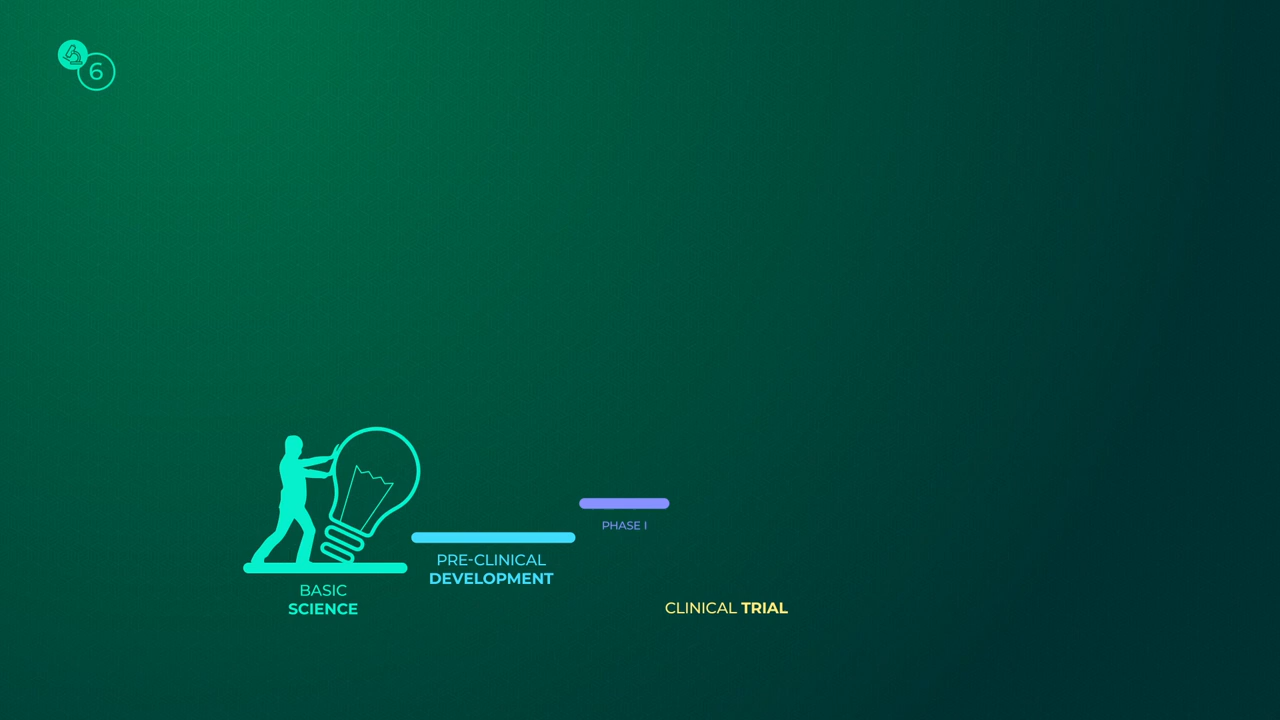 6
BASIC
SCIENCE
PRE-CLINICAL
DEVELOPMENT
PHASE I
CLINICAL TRIAL